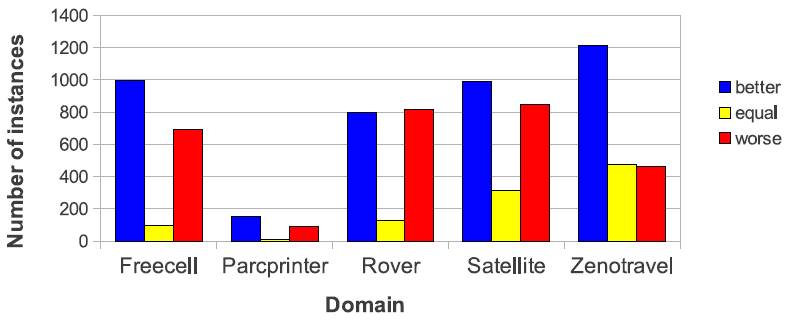 1400
1200
1000
800
600
400
200
0
Number of instances
Freecell Parcprinter Rover Satellite Zenotravel
Domain
better
equal
worse